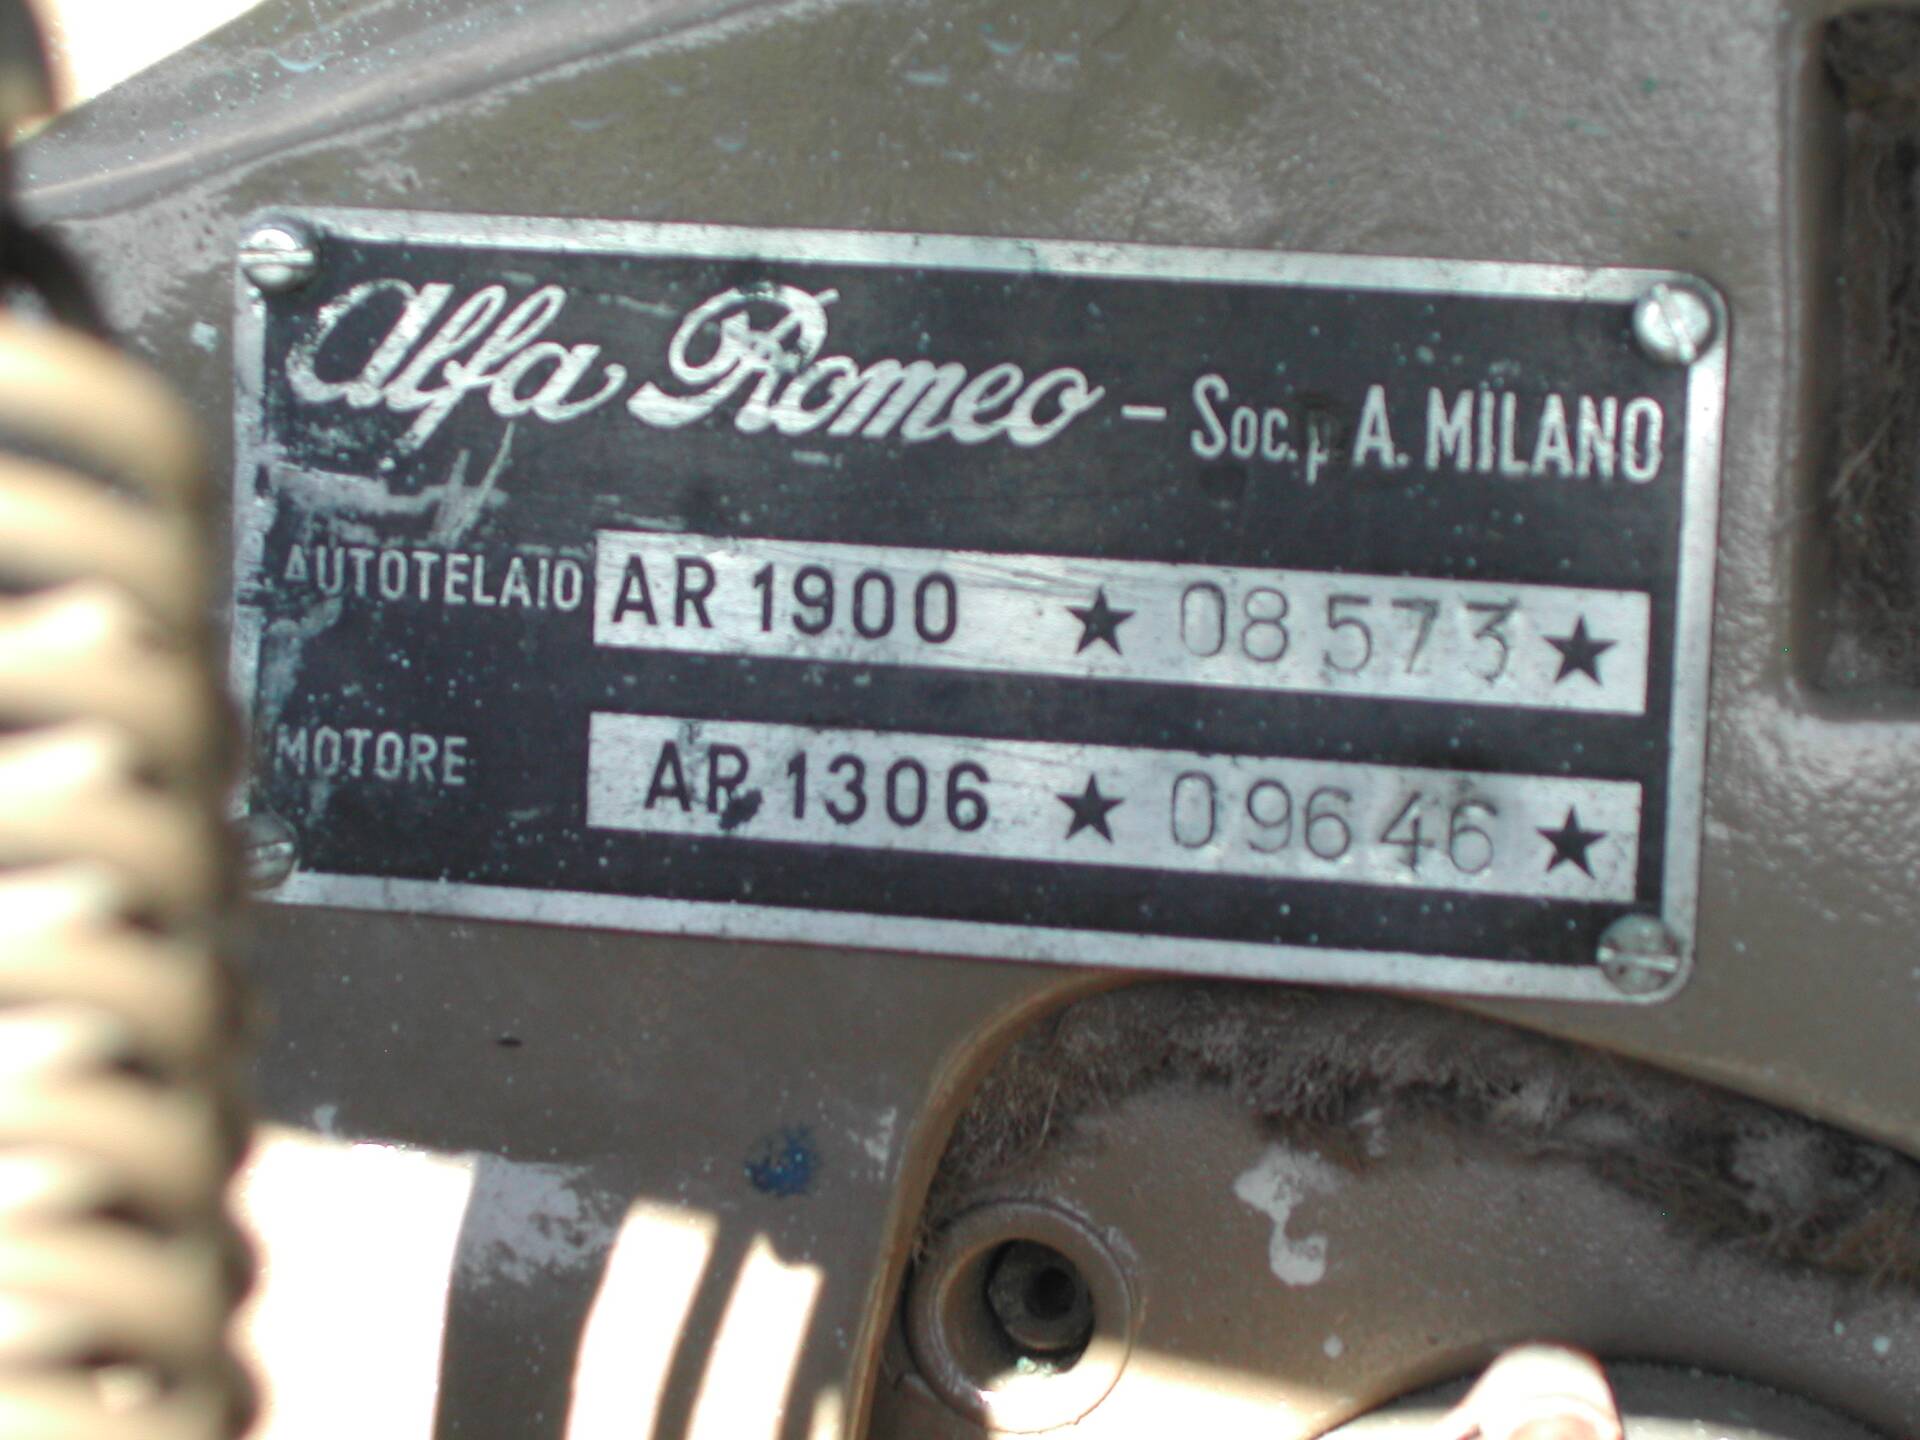 Alfa Romeo - Soc. p A. MILANO
AUTOTELAIO AR 1900 ★ 08573 ★
MOTORE AR 1306 ★ 09646 ★